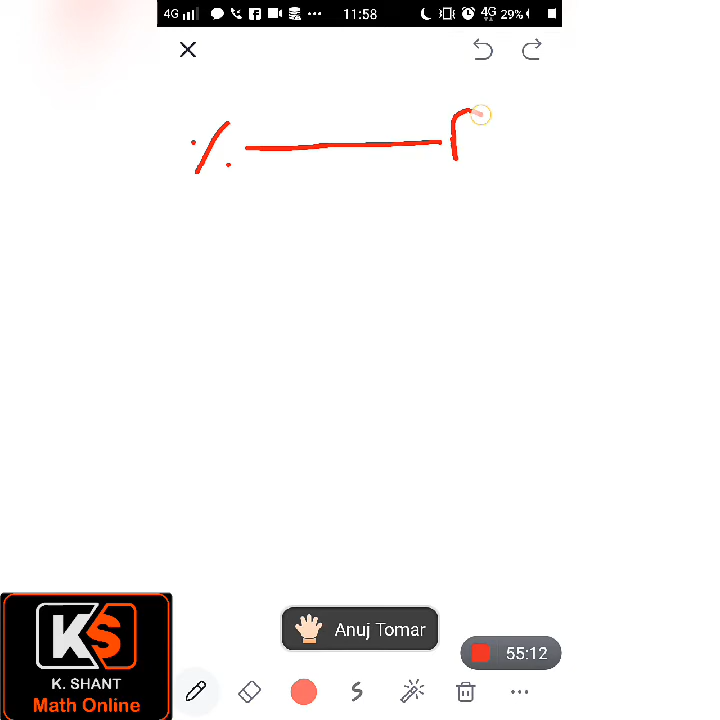 4G 11:58 4G 29%
%
Anuj Tomar
55:12
KS
K. SHANT
Math Online